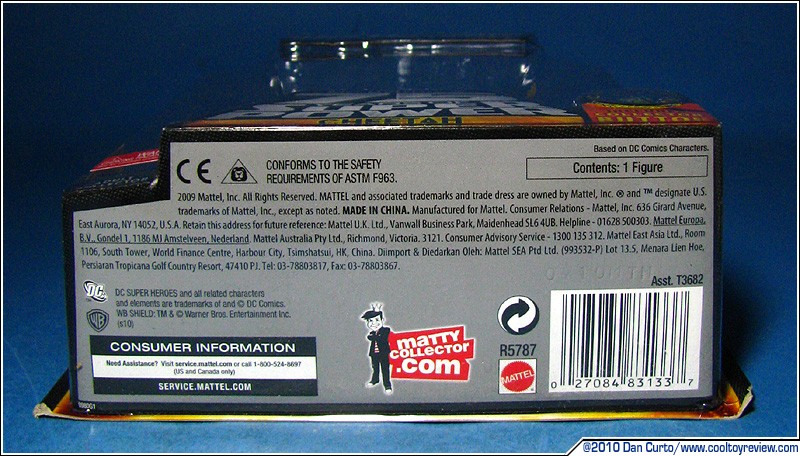 CHEETAH
BUTTON
Based on DC Comics Characters.
CE CONFORMS TO THE SAFETY
REQUIREMENTS OF ASTM F963.
Contents: 1 Figure
2009 Mattel, Inc. All Rights Reserved. MATTEL and associated trademarks and trade dress are owned by Mattel, Inc. ® and ™ designate U.S.
trademarks of Mattel, Inc., except as noted. MADE IN CHINA. Manufactured for Mattel. Consumer Relations - Mattel, Inc. 636 Girard Avenue,
East Aurora, NY 14052, U.S.A. Retain this address for future reference: Mattel U.K. Ltd., Vanwall Business Park, Maidenhead SL6 4UB. Helpline - 01628 500303. Mattel Europa,
B.V., Gondel 1, 1186 MJ Amstelveen, Nederland. Mattel Australia Pty Ltd., Richmond, Victoria. 3121. Consumer Advisory Service - 1300 135 312. Mattel East Asia Ltd., Room
1106, South Tower, World Finance Centre, Harbour City, Tsimshatsui, HK, China. Diimport & Diedarkan Oleh: Mattel SEA Ptd Ltd. (993532-P) Lot 13.5, Menara Lien Hoe,
Persiaran Tropicana Golf Country Resort, 47410 PJ. Tel: 03-78803817, Fax: 03-78803867.
Asst. T3682
DC
DC SUPER HEROES and all related characters
and elements are trademarks of and © DC Comics.
WB SHIELD: TM & © Warner Bros. Entertainment Inc.
(s10)
WB
CONSUMER INFORMATION
Need Assistance? Visit service.mattel.com or call 1-800-524-8697
(US and Canada only)
SERVICE.MATTEL.COM
MATTY
COLLECTOR
.COM
R5787
MATTEL
0 27084 83133 7
©2010 Dan Curto/www.cooltoyreview.com